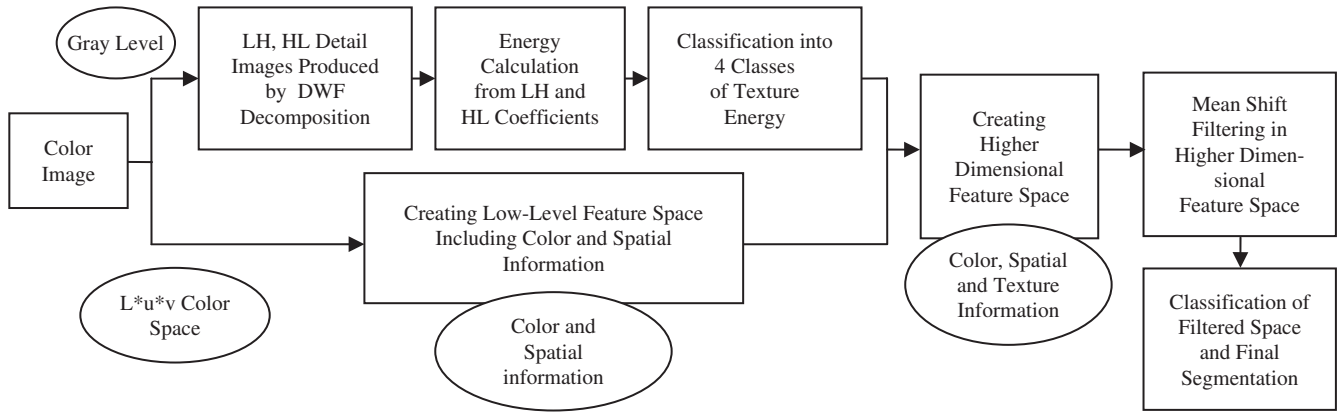 Gray Level
LH, HL Detail
Images Produced
by DWF
Decomposition
Energy
Calculation
from LH and
HL Coefficients
Classification into
4 Classes
of Texture
Energy
Color
Image
Creating
Higher
Dimensional
Feature Space
Mean Shift
Filtering in
Higher Dimen-
sional
Feature Space
Creating Low-Level Feature Space
Including Color and Spatial
Information
L*u*v Color
Space
Color and
Spatial
information
Color, Spatial
and Texture
Information
Classification of
Filtered Space
and Final
Segmentation